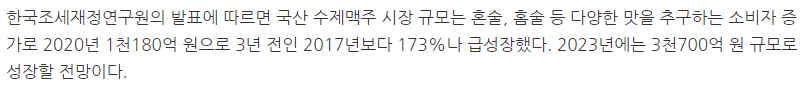 한국조세재정연구원의 발표에 따르면 국산 수제맥주 시장 규모는 혼술, 홈술 등 다양한 맛을 추구하는 소비자 증
가로 2020년 1천180억 원으로 3년 전인 2017년보다 173%나 급성장했다. 2023년에는 3천700억 원 규모로
성장할 전망이다.